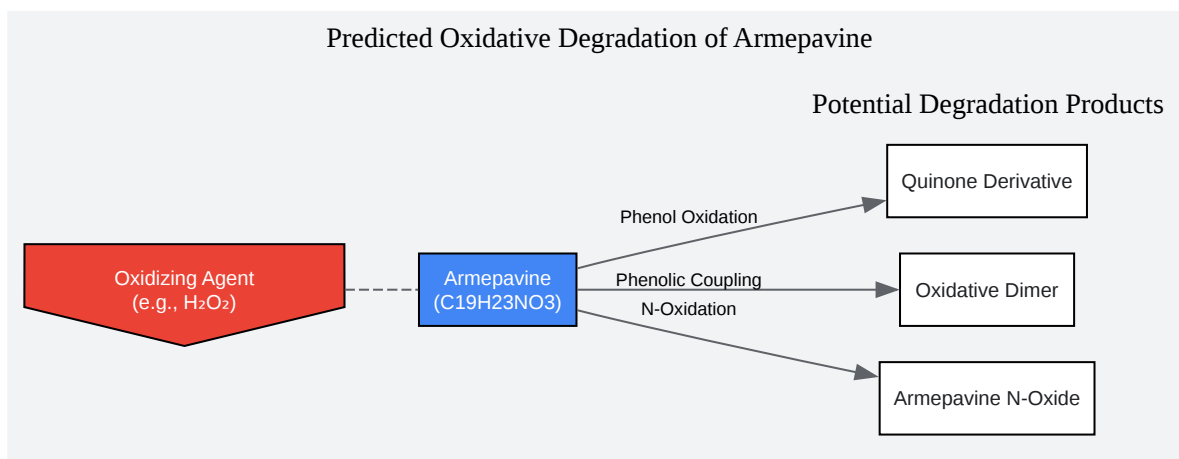 Predicted Oxidative Degradation of Armepavine
Potential Degradation Products
Oxidizing Agent
(e.g., H₂O₂)
Armepavine
(C19H23NO3)
Phenol Oxidation
Phenolic Coupling
N-Oxidation
Quinone Derivative
Oxidative Dimer
Armepavine N-Oxide